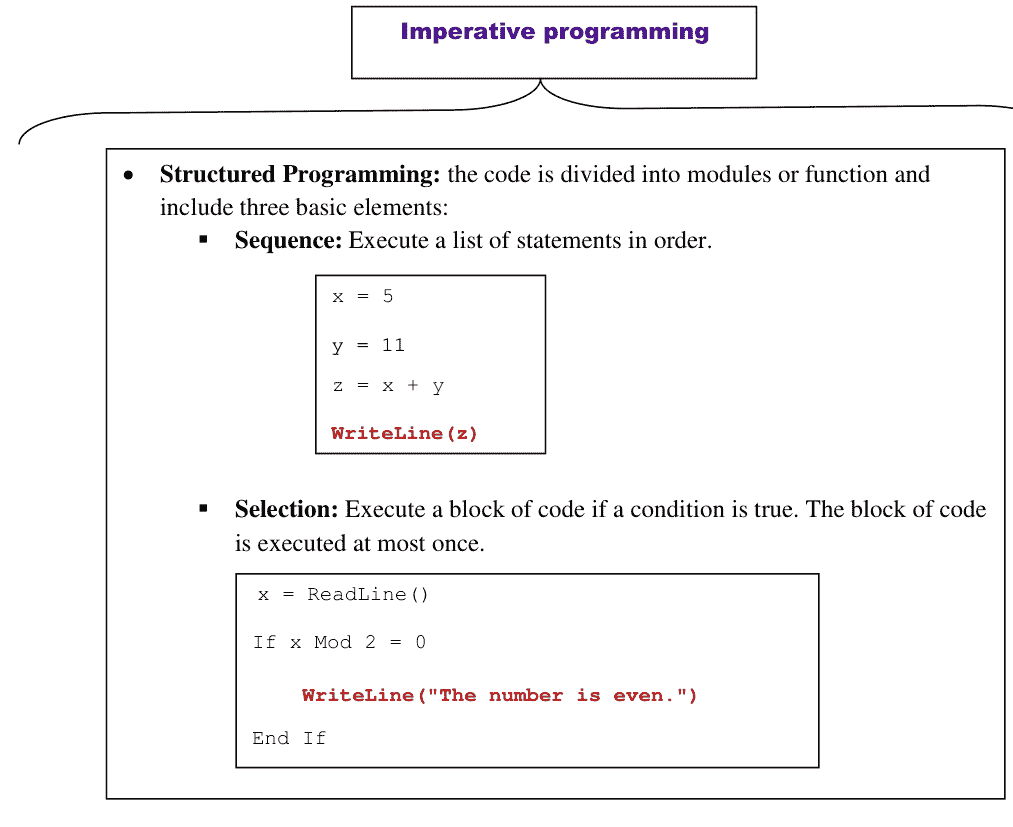 Imperative programming
• Structured Programming: the code is divided into modules or function and
include three basic elements:
▪ Sequence: Execute a list of statements in order.
x = 5
y = 11
z = x + y
WriteLine(z)
▪ Selection: Execute a block of code if a condition is true. The block of code
is executed at most once.
x = ReadLine()
If x Mod 2 = 0
WriteLine("The number is even.")
End If